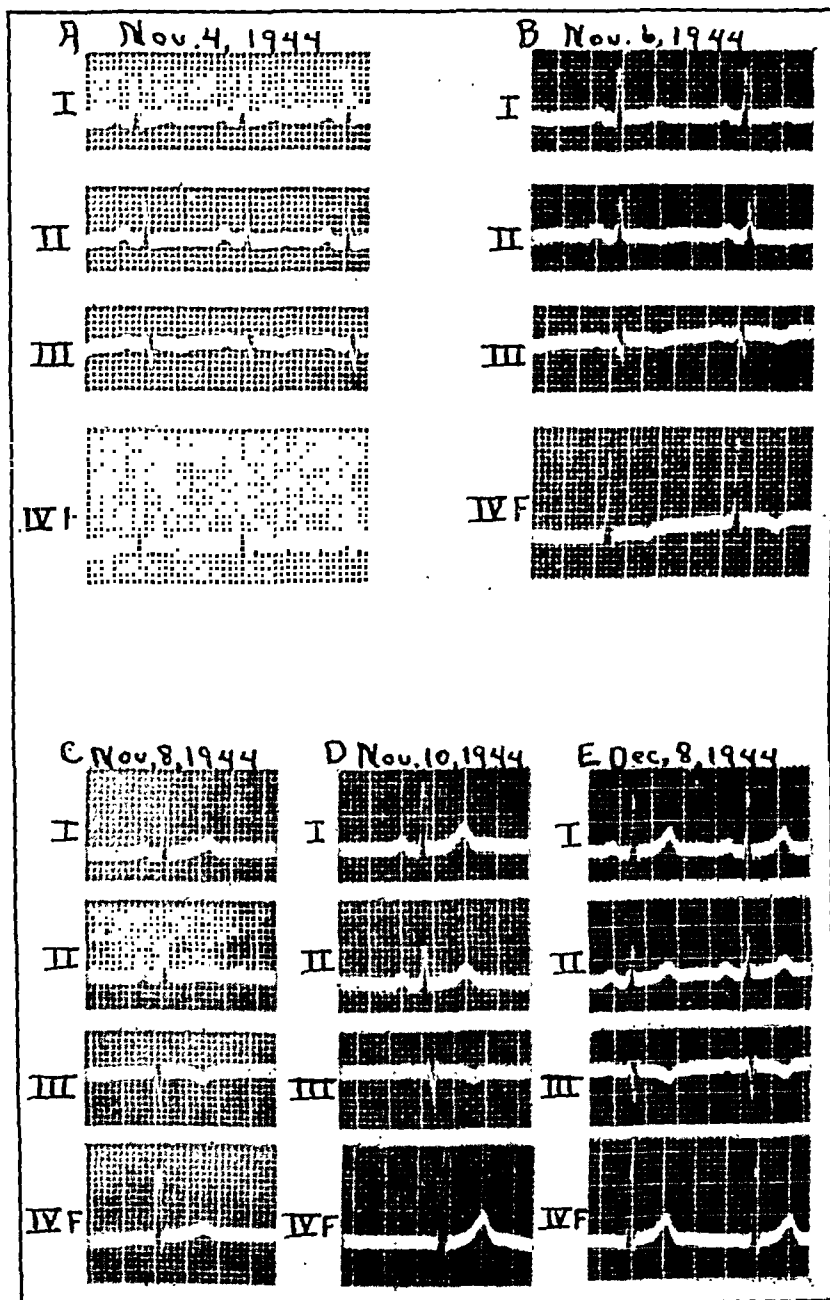 A Nov. 4, 1944
I
II
III
IV F
B Nov. 6, 1944
I
II
III
IV F
C Nov, 8, 1944
I
II
III
IV F
D Nov. 10, 1944
I
II
III
IV F
E Dec, 8, 1944
I
II
III
IV F